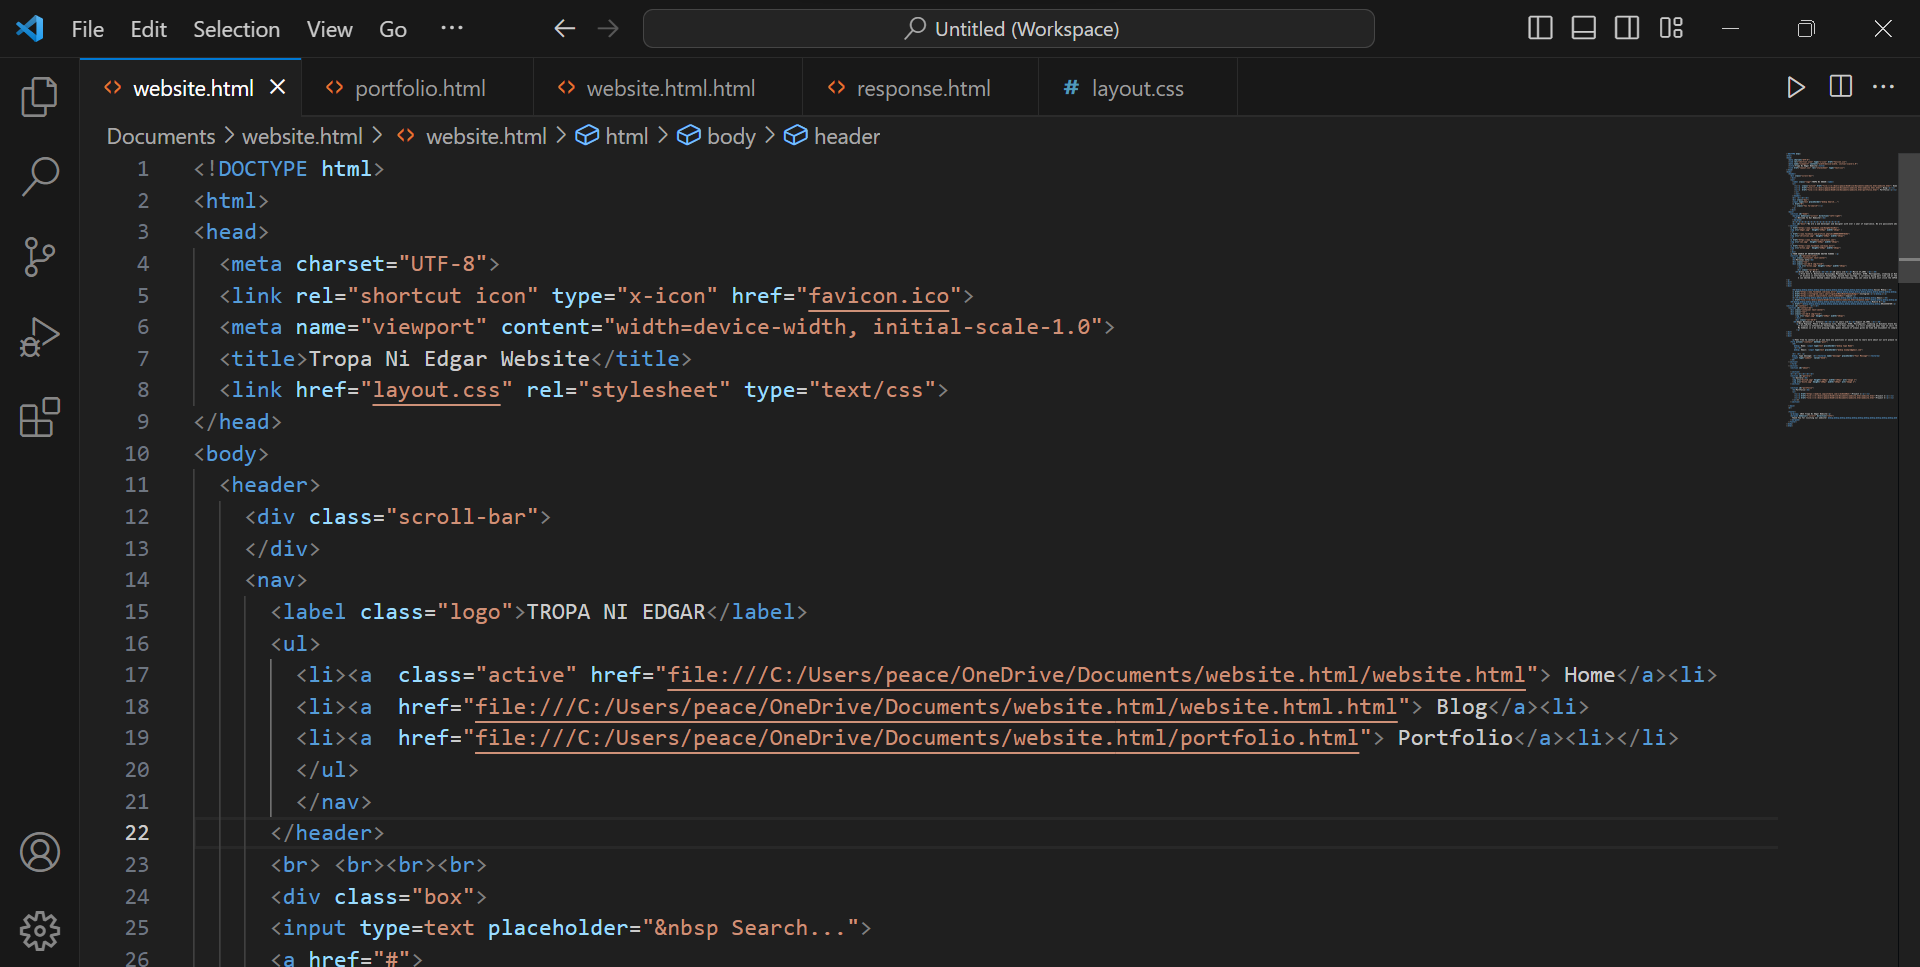 File Edit Selection View Go ··· Untitled (Workspace)
website.html portfolio.html website.html.html response.html # layout.css
Documents > website.html > website.html > html > body > header
1 <!DOCTYPE html>
2 <html>
3 <head>
4 <meta charset="UTF-8">
5 <link rel="shortcut icon" type="x-icon" href="favicon.ico">
6 <meta name="viewport" content="width=device-width, initial-scale-1.0">
7 <title>Tropa Ni Edgar Website</title>
8 <link href="layout.css" rel="stylesheet" type="text/css">
9 </head>
10 <body>
11 <header>
12 <div class="scroll-bar">
13 </div>
14 <nav>
15 <label class="logo">TROPA NI EDGAR</label>
16 <ul>
17 <li><a  class="active" href="file:///C:/Users/peace/OneDrive/Documents/website.html/website.html"> Home</a><li>
18 <li><a  href="file:///C:/Users/peace/OneDrive/Documents/website.html/website.html.html"> Blog</a><li>
19 <li><a  href="file:///C:/Users/peace/OneDrive/Documents/website.html/portfolio.html"> Portfolio</a><li></li>
20 </ul>
21 </nav>
22 </header>
23 <br> <br><br><br>
24 <div class="box">
25 <input type=text placeholder="&nbsp Search...">
26 <a href="#">